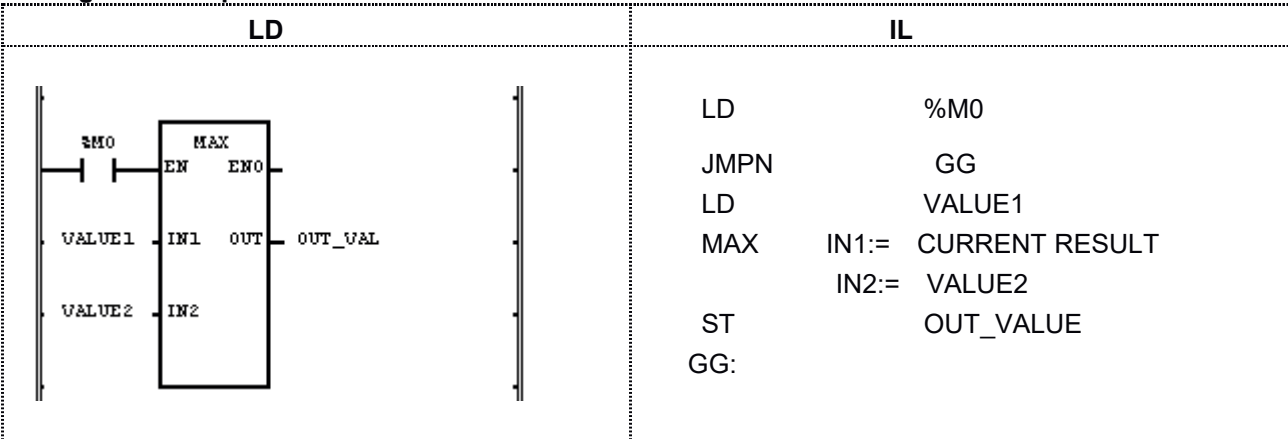 LD
IL
%M0
MAX
EN ENO
VALUE1 IN1 OUT OUT_VAL
VALUE2 IN2
LD %M0
JMPN GG
LD VALUE1
MAX IN1:= CURRENT RESULT
IN2:= VALUE2
ST OUT_VALUE
GG: